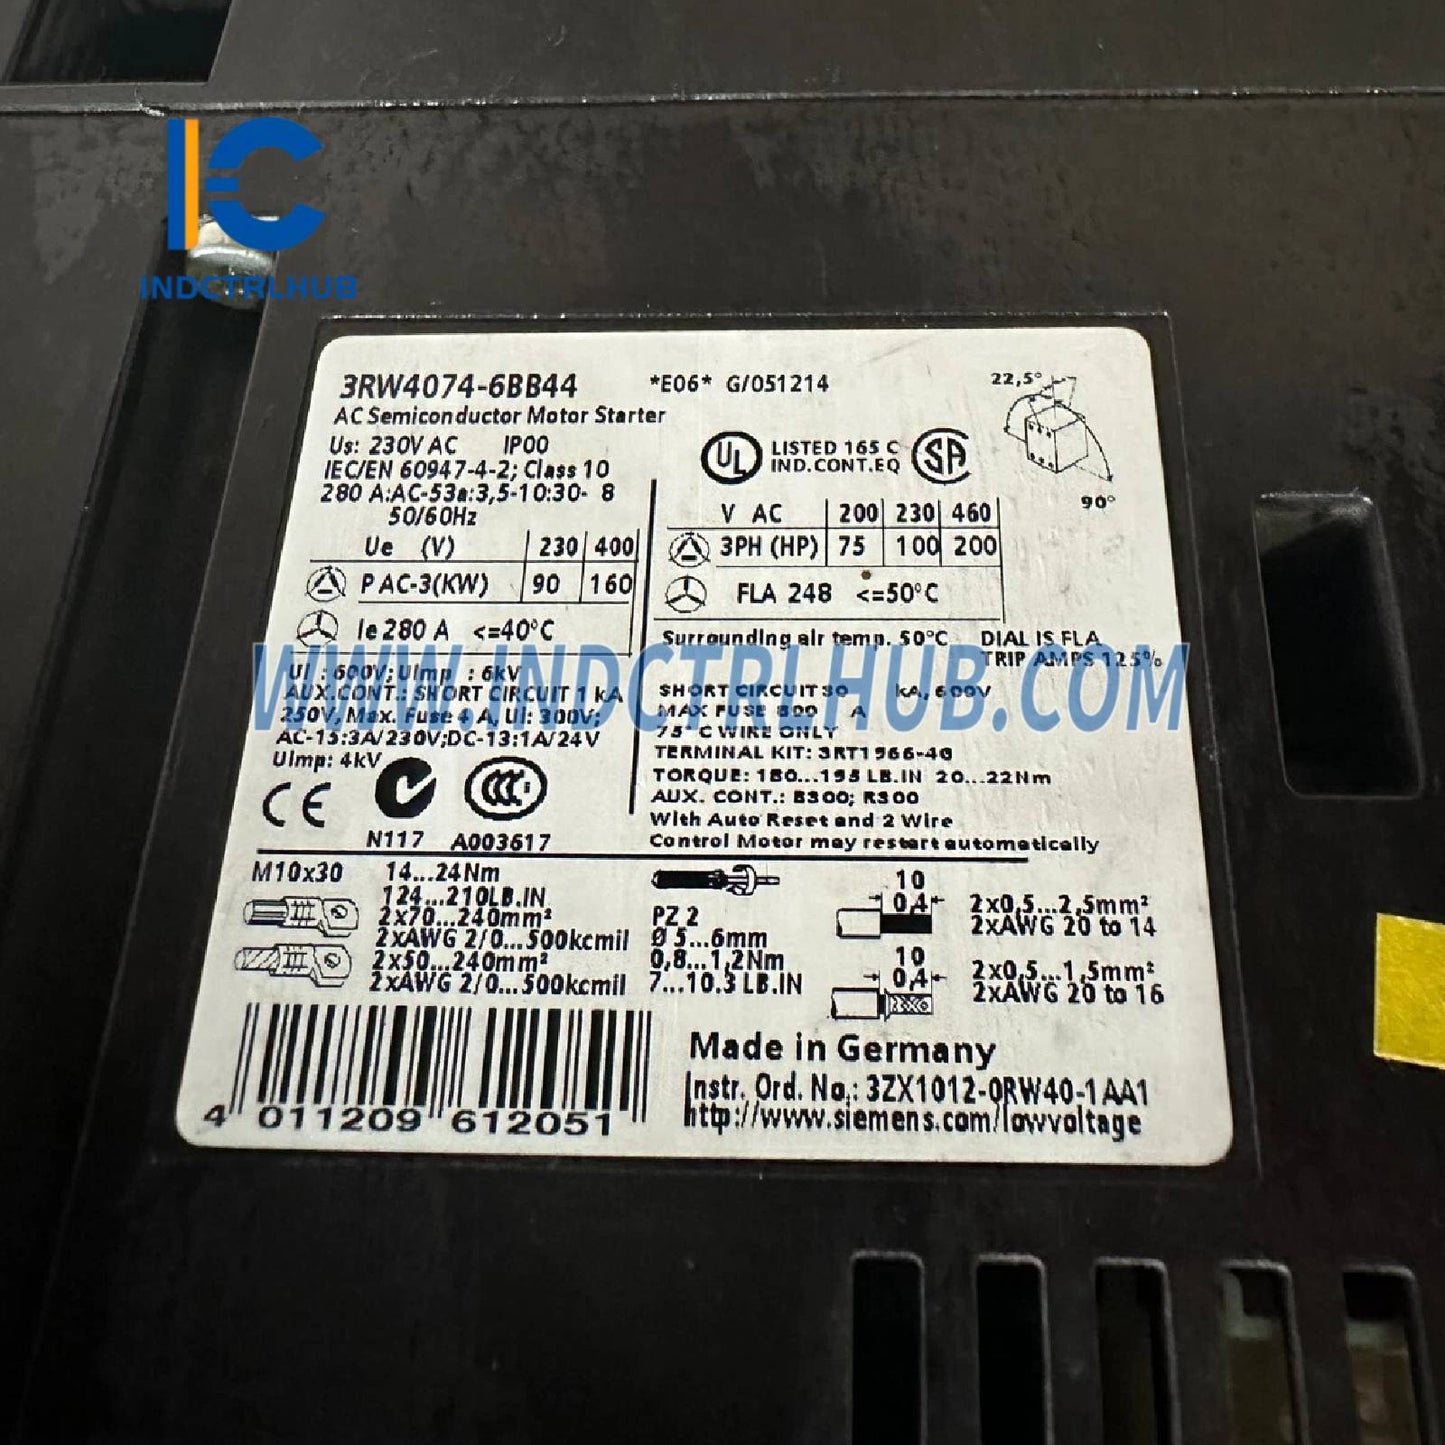 INDCTRLHUB
3RW4074-6BB44 *E06* G/051214
AC Semiconductor Motor Starter
Us: 230V AC IP00
IEC/EN 60947-4-2; Class 10
280 A:AC-53a:3,5-10:30- 8
50/60Hz
Ue (V) 230 400
P AC-3(KW) 90 160
Ie 280 A <=40°C
UI : 600V; UImp : 6kV
AUX.CONT.: SHORT CIRCUIT 1 kA
250V, Max. Fuse 4 A, Ui: 300V;
AC-15:3A/230V;DC-13:1A/24V
UImp: 4kV
CE
CCC
N117 A003617
22,5°
90°
UL LISTED 165 C
IND.CONT.EQ
SA
V AC 200 230 460
3PH (HP) 75 100 200
FLA 248 <=50°C
Surrounding air temp. 50°C DIAL IS FLA
TRIP AMPS 125%
SHORT CIRCUIT 30 kA, 600V
MAX FUSE 800 A
75°C WIRE ONLY
TERMINAL KIT: 3RT1966-4G
TORQUE: 180...195 LB.IN 20...22Nm
AUX. CONT.: B300; R300
With Auto Reset and 2 Wire
Control Motor may restart automatically
WWW.INDCTRLHUB.COM
M10x30 14...24Nm
124...210LB.IN
2x70...240mm²
2xAWG 2/0...500kcmil
2x50...240mm²
2xAWG 2/0...500kcmil
PZ 2
Ø 5...6mm
0,8...1,2Nm
7...10.3 LB.IN
10
0,4
2x0,5...2,5mm²
2xAWG 20 to 14
10
0,4
2x0,5...1,5mm²
2xAWG 20 to 16
4 011209 612051
Made in Germany
Instr. Ord. No.: 3ZX1012-0RW40-1AA1
http://www.siemens.com/lowvoltage